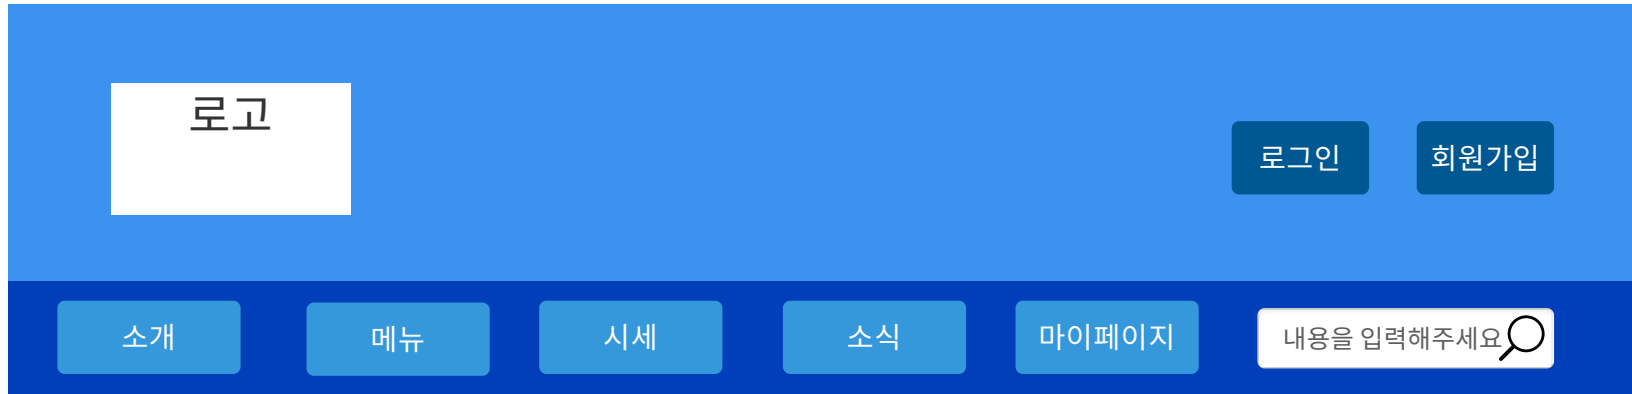 로고
로그인
회원가입
소개
메뉴
시세
소식
마이페이지
내용을 입력해주세요